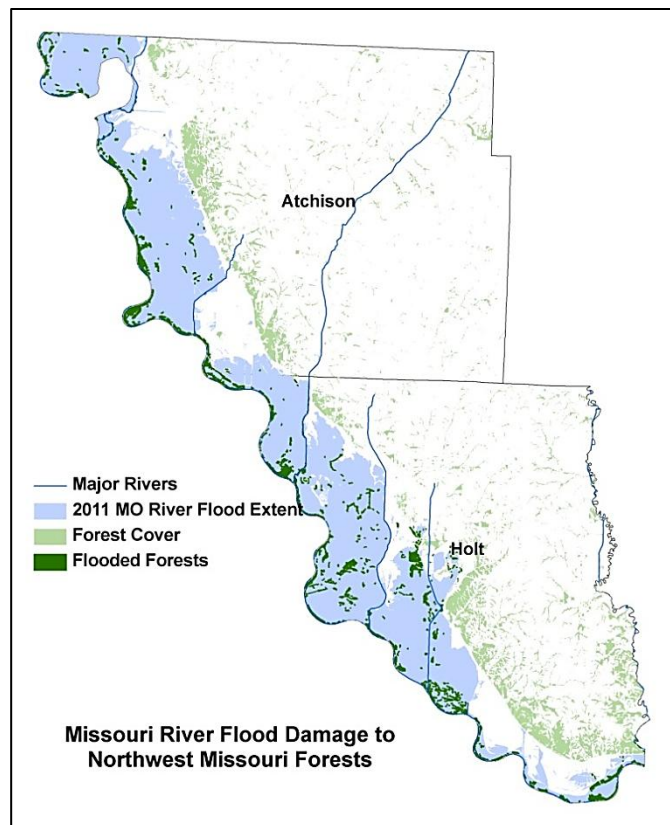 Atchison
Major Rivers
2011 MO River Flood Extent
Forest Cover
Flooded Forests
Holt
Missouri River Flood Damage to
Northwest Missouri Forests